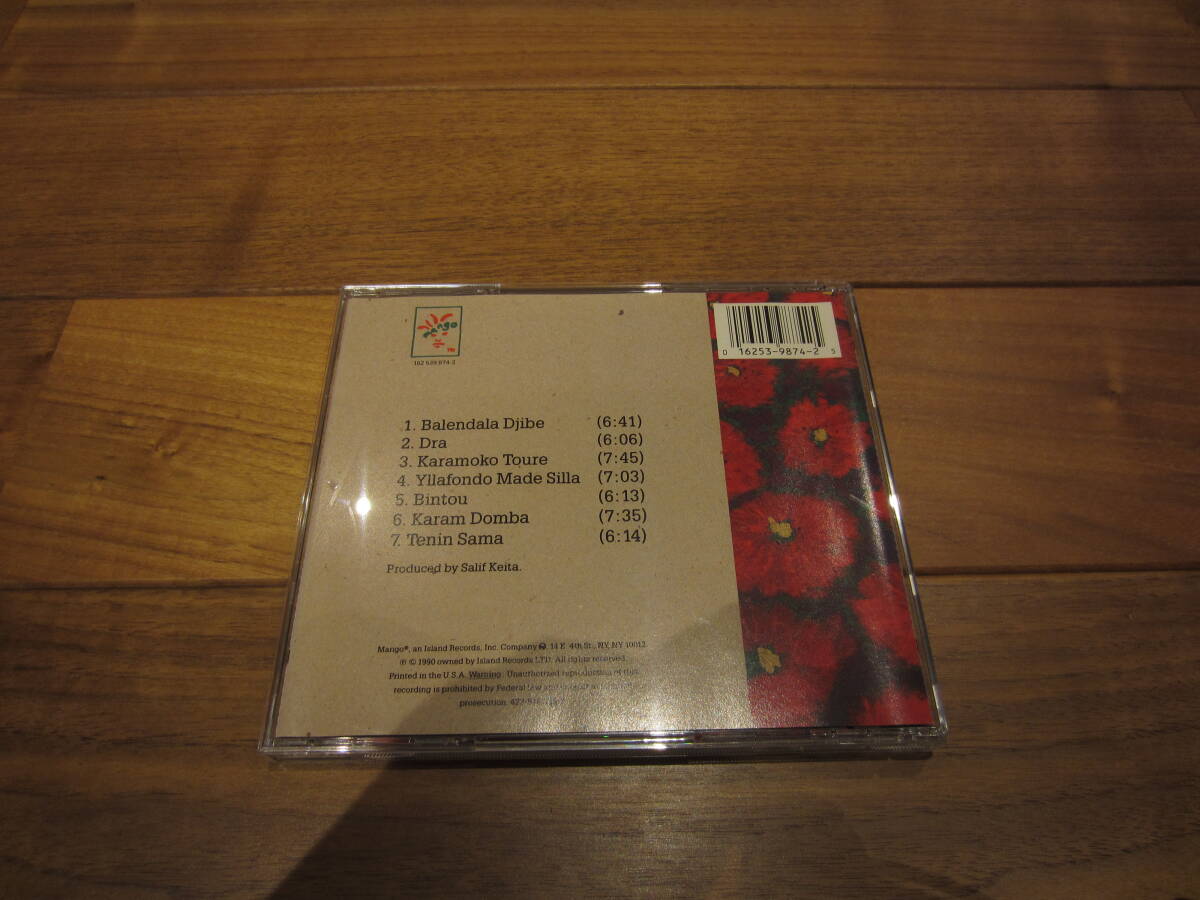 mango
TM
162 539 874-2
0 16253-9874-2 5
1. Balendala Djibe (6:41)
2. Dra (6:06)
3. Karamoko Toure (7:45)
4. Yllafondo Made Silla (7:03)
5. Bintou (6:13)
6. Karam Domba (7:35)
7. Tenin Sama (6:14)
Produced by Salif Keita.
Mango®, an Island Records, Inc. Company 14 E. 4th St., NY, NY 10012.
℗ © 1990 owned by Island Records LTD. All rights reserved.
Printed in the U.S.A. Warning: Unauthorized reproduction of this
recording is prohibited by Federal law and
prosecution.